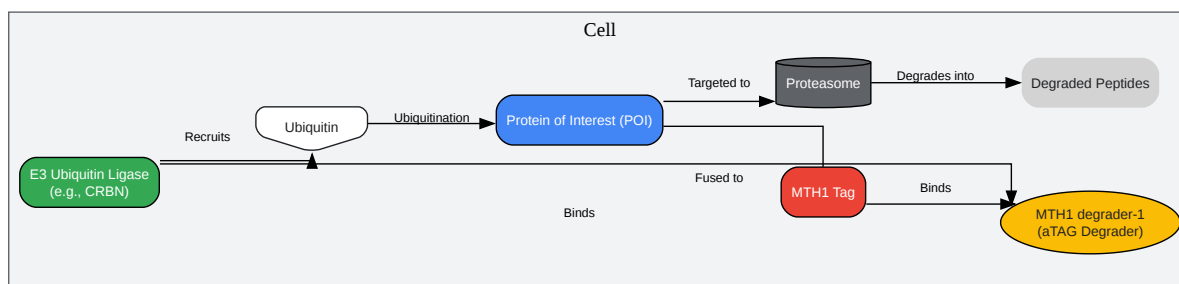 Cell
Targeted to
Proteasome
Degrades into
Degraded Peptides
Recruits
Ubiquitin
Ubiquitination
Protein of Interest (POI)
E3 Ubiquitin Ligase
(e.g., CRBN)
Fused to
MTH1 Tag
Binds
Binds
MTH1 degrader-1
(aTAG Degrader)